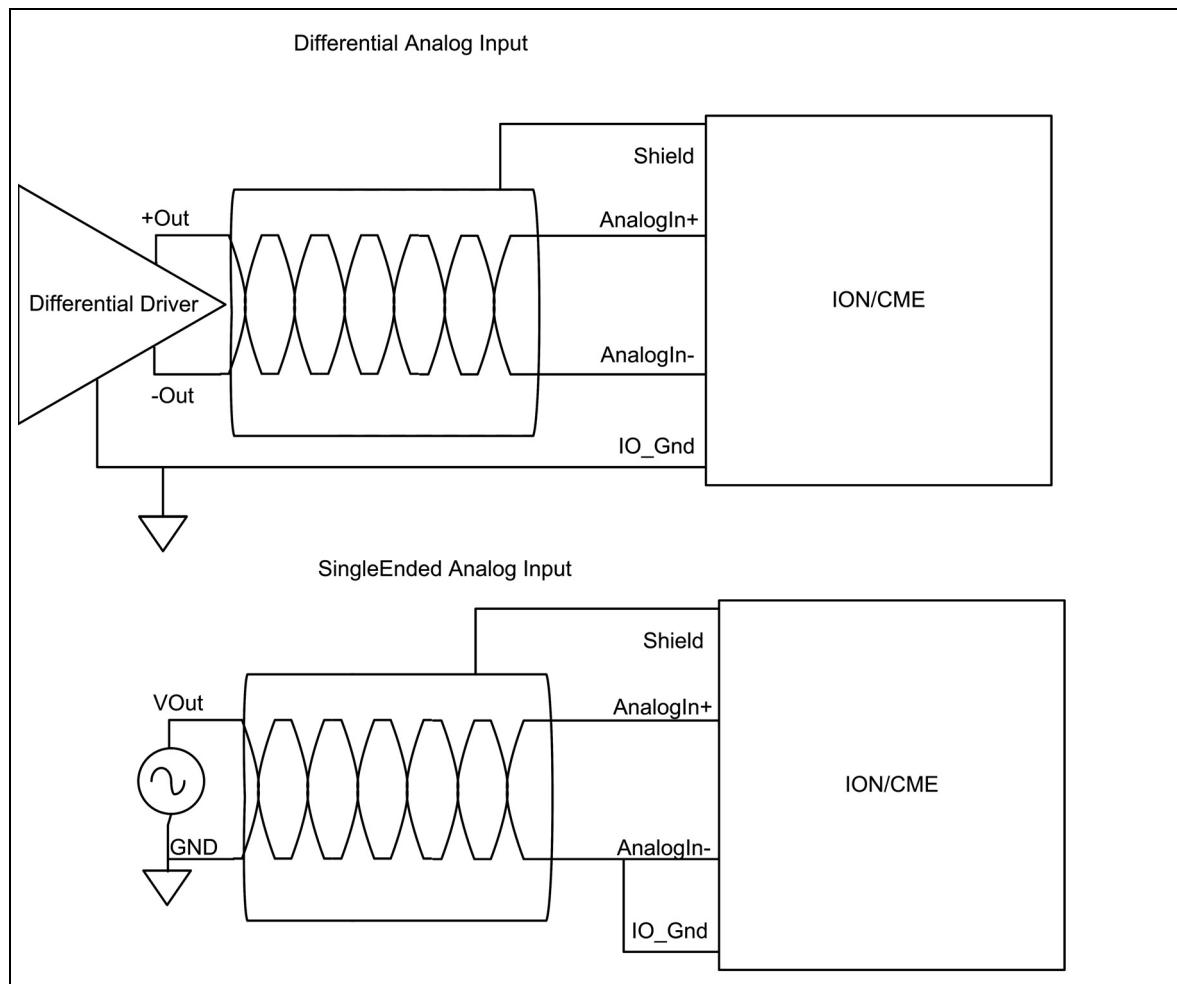 Differential Analog Input
Shield
+Out
AnalogIn+
Differential Driver
ION/CME
AnalogIn-
-Out
IO_Gnd
SingleEnded Analog Input
Shield
VOut
AnalogIn+
ION/CME
GND
AnalogIn-
IO_Gnd